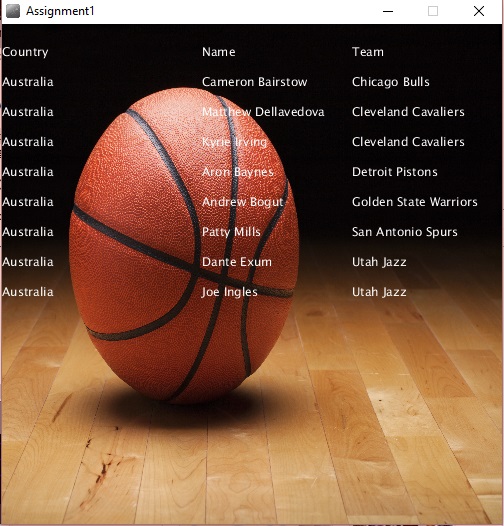 Assignment1
Country Name Team
Australia Cameron Bairstow Chicago Bulls
Australia Matthew Dellavedova Cleveland Cavaliers
Australia Kyrie Irving Cleveland Cavaliers
Australia Aron Baynes Detroit Pistons
Australia Andrew Bogut Golden State Warriors
Australia Patty Mills San Antonio Spurs
Australia Dante Exum Utah Jazz
Australia Joe Ingles Utah Jazz